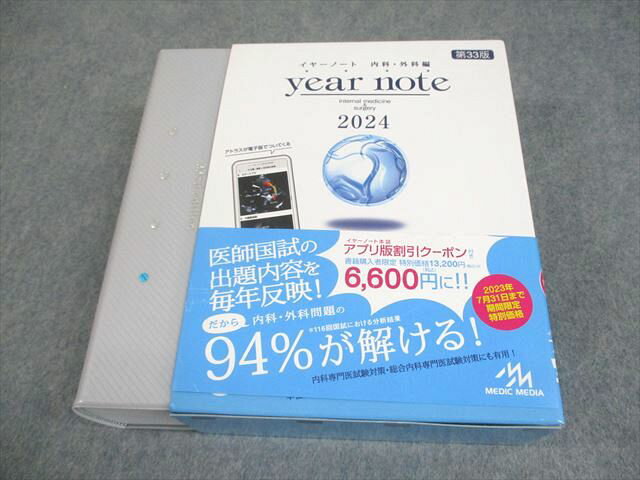 第33版
イヤーノート 内科・外科編
year note
internal medicine
&
surgery
2024
アトラスが電子版でついてくる
医師国試の
出題内容を
毎年反映!
イヤーノート本誌
アプリ版割引クーポン付き
書籍購入者限定 特別価格13,200円(税込)が
6,600円に!!
(税込)
2023年
7月31日まで
期間限定
特別価格
だから
内科・外科問題の
※116回国試における分析結果
94%が解ける!
内科専門医試験対策・総合内科専門医試験対策にも有用!
MEDIC MEDIA